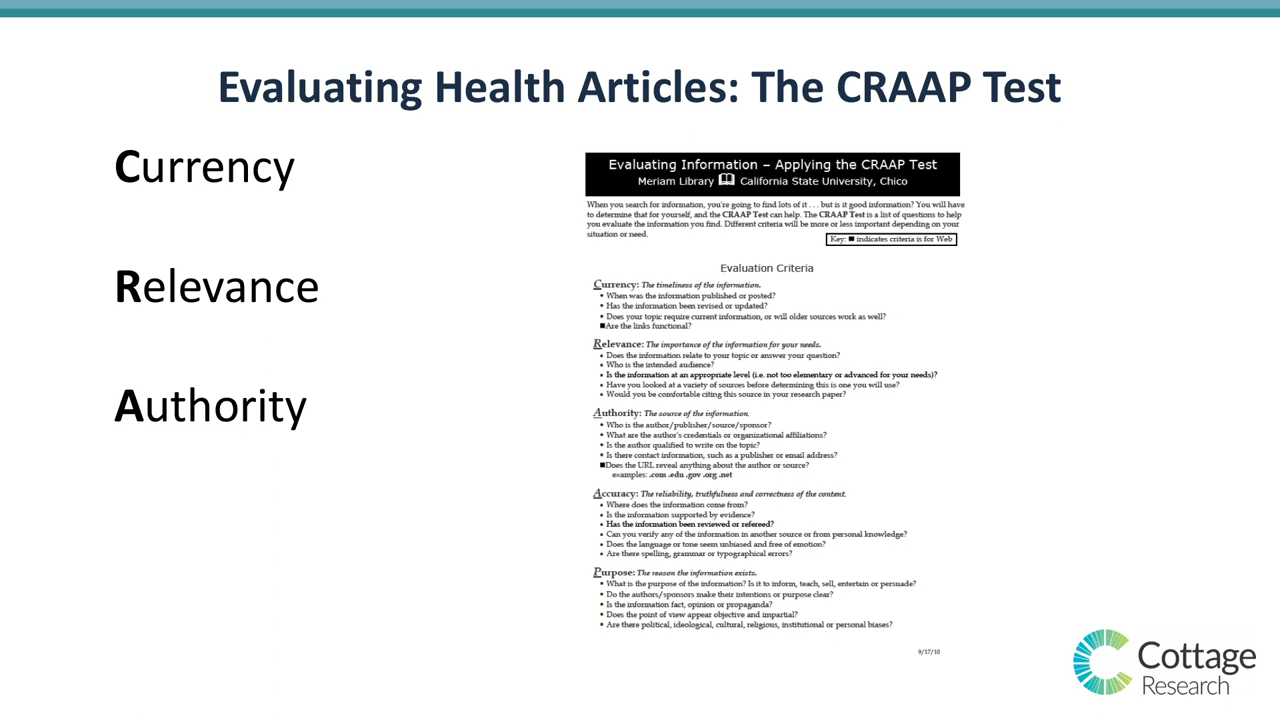 Evaluating Health Articles: The CRAAP Test
Currency
Relevance
Authority
Evaluating Information – Applying the CRAAP Test
Meriam Library California State University, Chico
When you search for information, you're going to find lots of it . . . but is it good information? You will have
to determine that for yourself, and the CRAAP Test can help. The CRAAP Test is a list of questions to help
you evaluate the information you find. Different criteria will be more or less important depending on your
situation or need.
Key: ■ indicates criteria is for Web
Evaluation Criteria
Currency: The timeliness of the information.
• When was the information published or posted?
• Has the information been revised or updated?
• Does your topic require current information, or will older sources work as well?
■Are the links functional?
Relevance: The importance of the information for your needs.
• Does the information relate to your topic or answer your question?
• Who is the intended audience?
• Is the information at an appropriate level (i.e. not too elementary or advanced for your needs)?
• Have you looked at a variety of sources before determining this is one you will use?
• Would you be comfortable citing this source in your research paper?
Authority: The source of the information.
• Who is the author/publisher/source/sponsor?
• What are the author's credentials or organizational affiliations?
• Is the author qualified to write on the topic?
• Is there contact information, such as a publisher or email address?
■Does the URL reveal anything about the author or source?
examples: .com .edu .gov .org .net
Accuracy: The reliability, truthfulness and correctness of the content.
• Where does the information come from?
• Is the information supported by evidence?
• Has the information been reviewed or refereed?
• Can you verify any of the information in another source or from personal knowledge?
• Does the language or tone seem unbiased and free of emotion?
• Are there spelling, grammar or typographical errors?
Purpose: The reason the information exists.
• What is the purpose of the information? Is it to inform, teach, sell, entertain or persuade?
• Do the authors/sponsors make their intentions or purpose clear?
• Is the information fact, opinion or propaganda?
• Does the point of view appear objective and impartial?
• Are there political, ideological, cultural, religious, institutional or personal biases?
9/17/10
Cottage
Research